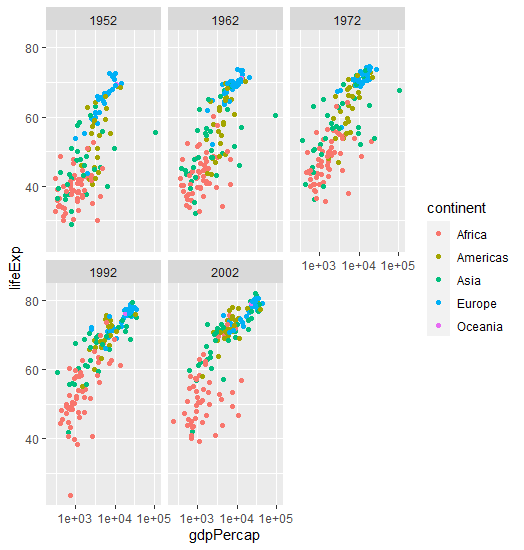 1952 1962 1972
80
60
40
1e+03 1e+04 1e+05
1992 2002
80
60
40
1e+03 1e+04 1e+05 1e+03 1e+04 1e+05
lifeExp
gdpPercap
continent
Africa
Americas
Asia
Europe
Oceania